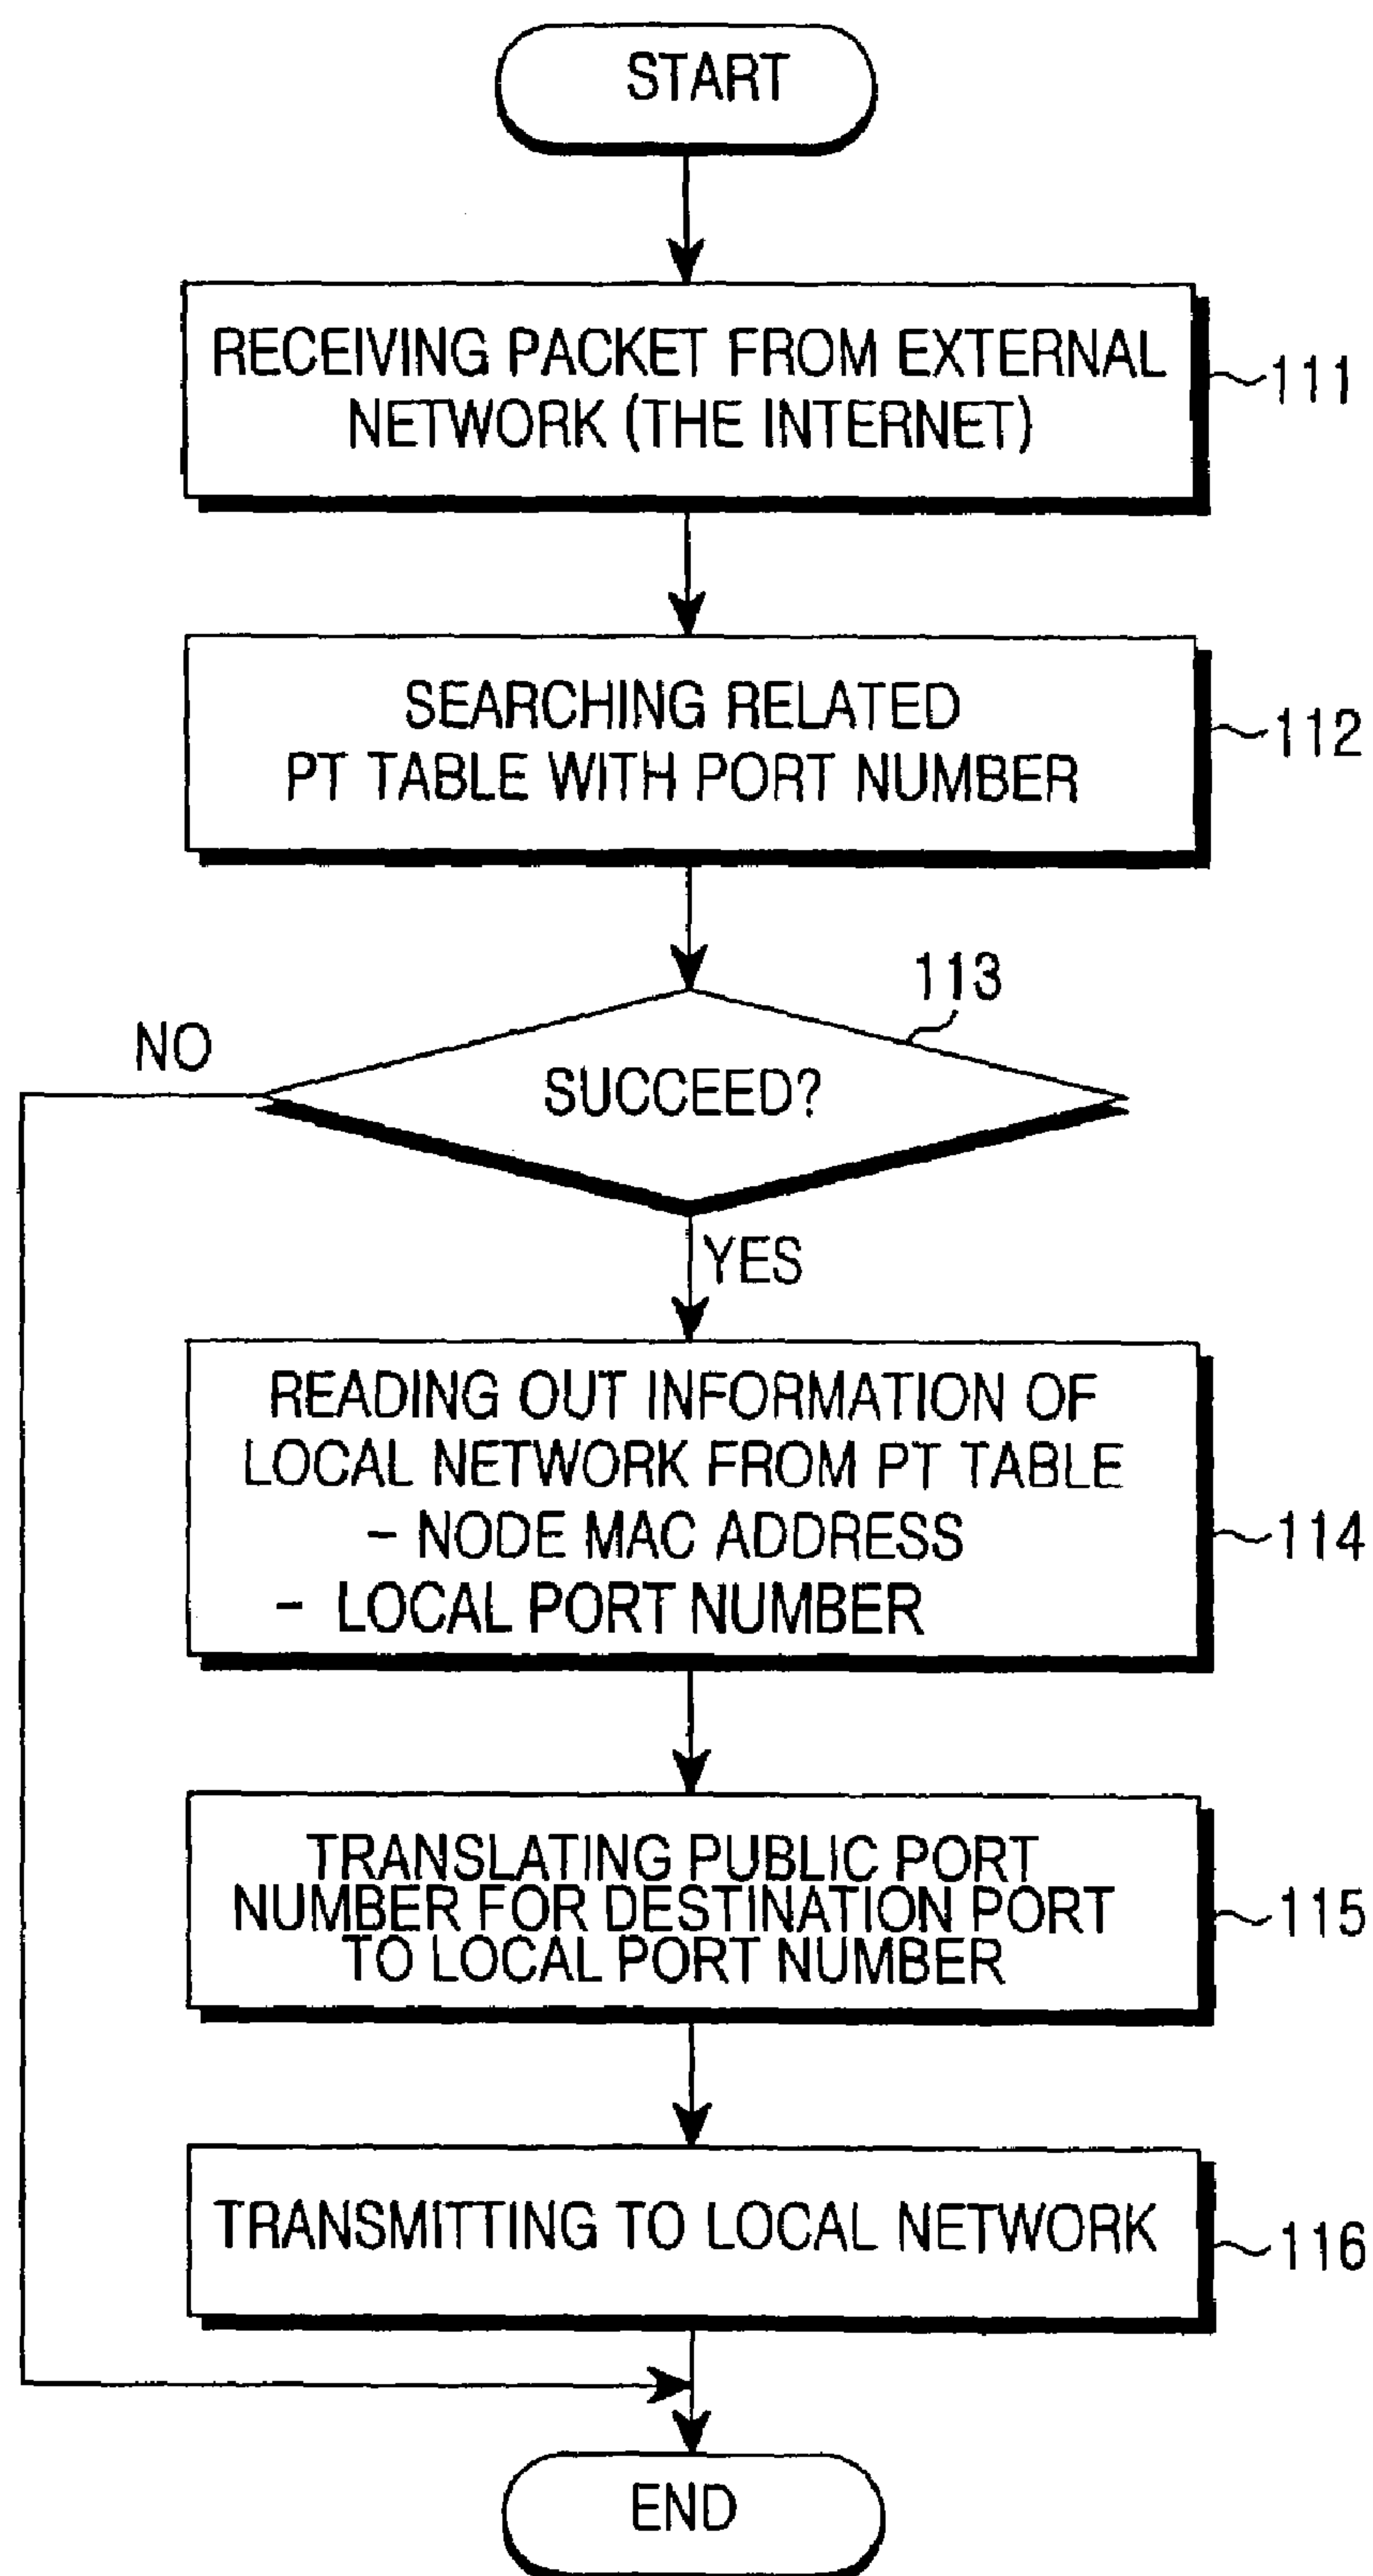 START
RECEIVING PACKET FROM EXTERNAL
NETWORK (THE INTERNET)
111
SEARCHING RELATED
PT TABLE WITH PORT NUMBER
112
113
NO
SUCCEED?
YES
READING OUT INFORMATION OF
LOCAL NETWORK FROM PT TABLE
- NODE MAC ADDRESS
- LOCAL PORT NUMBER
114
TRANSLATING PUBLIC PORT
NUMBER FOR DESTINATION PORT
TO LOCAL PORT NUMBER
115
TRANSMITTING TO LOCAL NETWORK
116
END